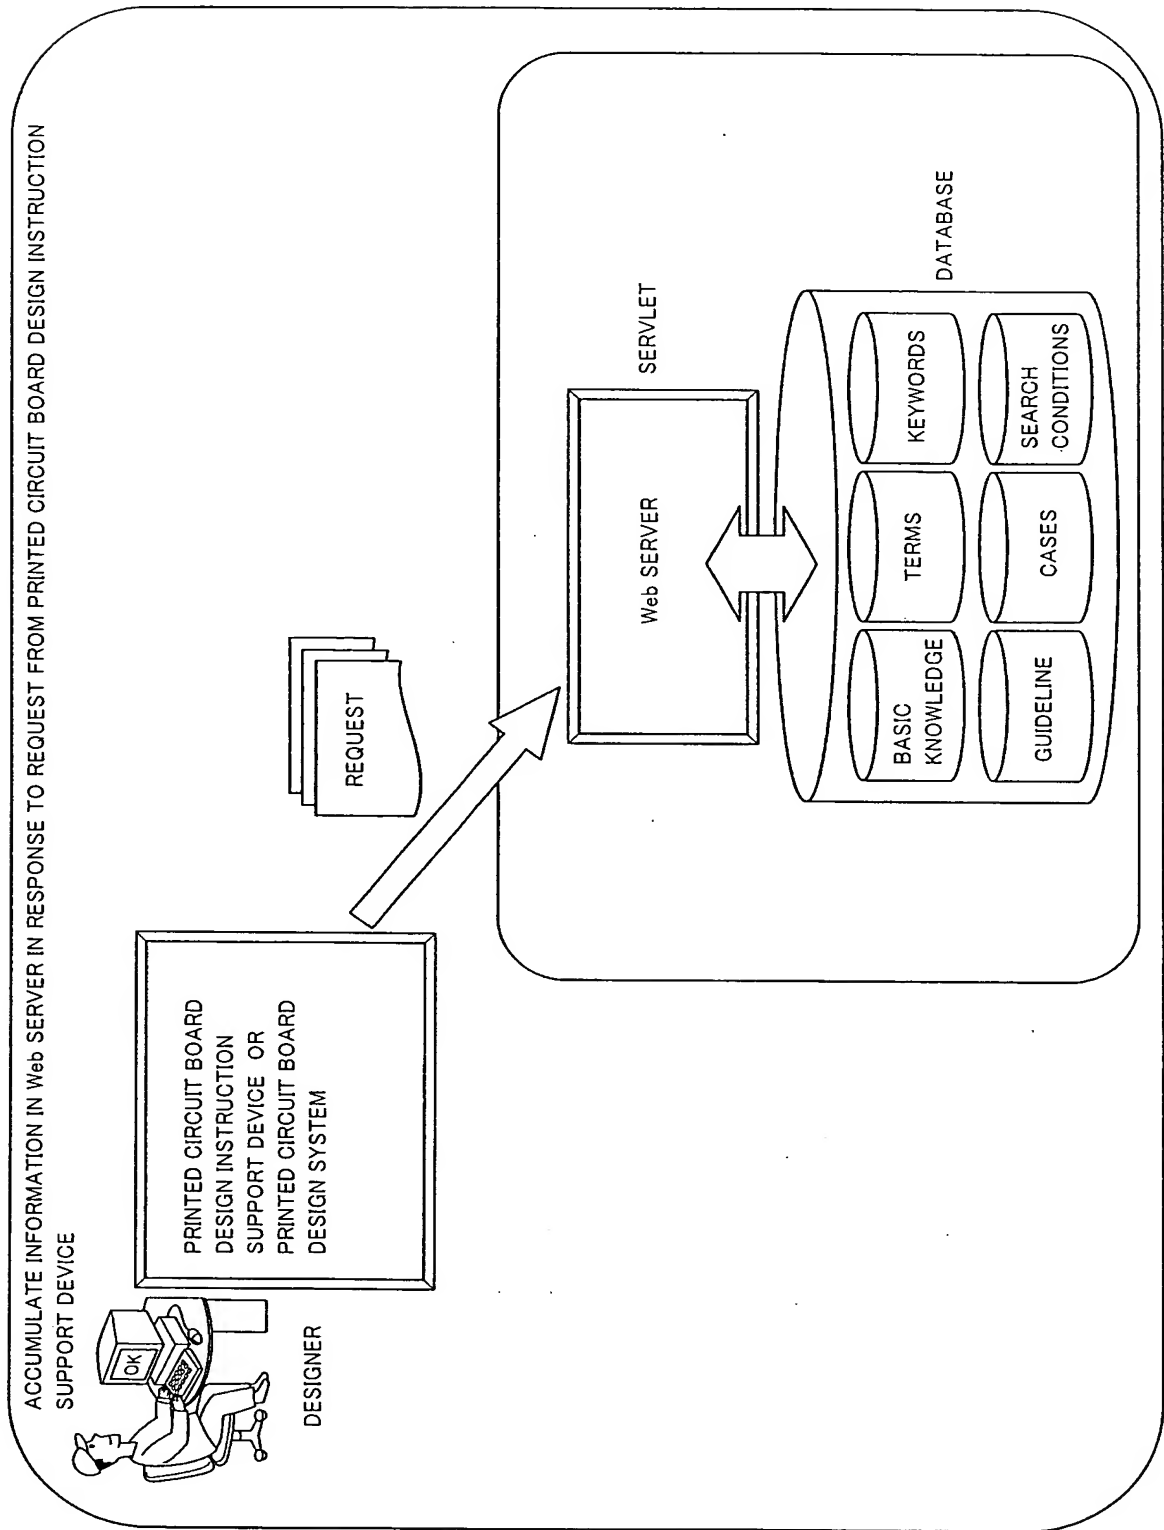 ACCUMULATE INFORMATION IN Web SERVER IN RESPONSE TO REQUEST FROM PRINTED CIRCUIT BOARD DESIGN INSTRUCTION
SUPPORT DEVICE
OK
DESIGNER
PRINTED CIRCUIT BOARD
DESIGN INSTRUCTION
SUPPORT DEVICE OR
PRINTED CIRCUIT BOARD
DESIGN SYSTEM
REQUEST
Web SERVER
SERVLET
DATABASE
BASIC
KNOWLEDGE
TERMS
KEYWORDS
GUIDELINE
CASES
SEARCH
CONDITIONS